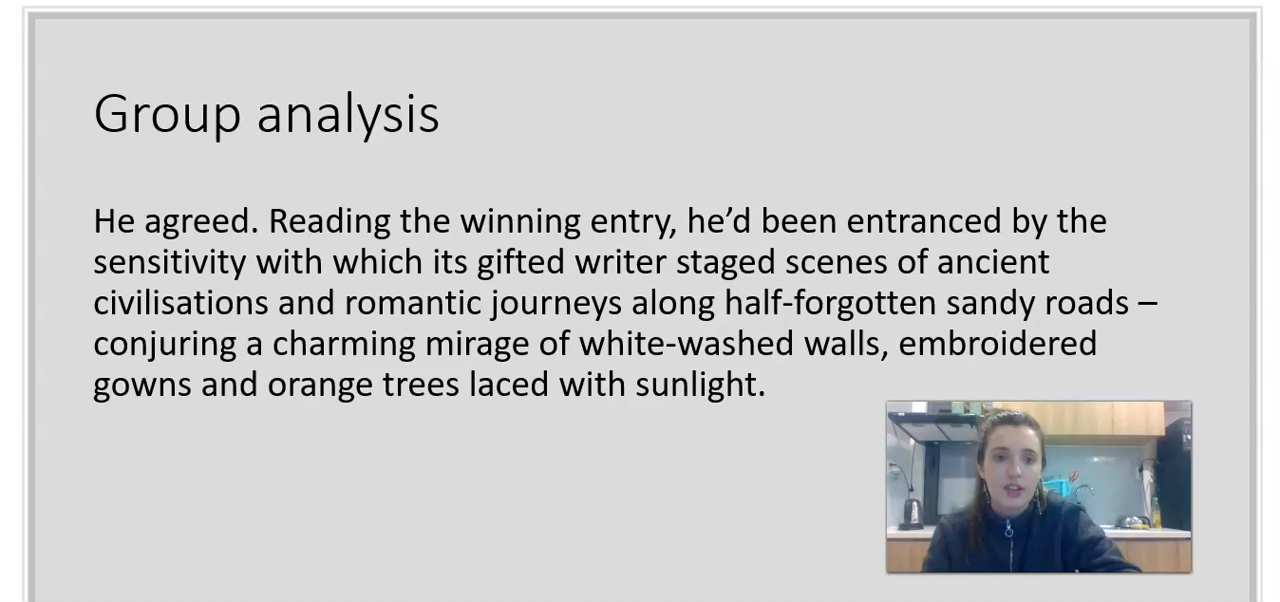 Group analysis
He agreed. Reading the winning entry, he’d been entranced by the
sensitivity with which its gifted writer staged scenes of ancient
civilisations and romantic journeys along half-forgotten sandy roads –
conjuring a charming mirage of white-washed walls, embroidered
gowns and orange trees laced with sunlight.